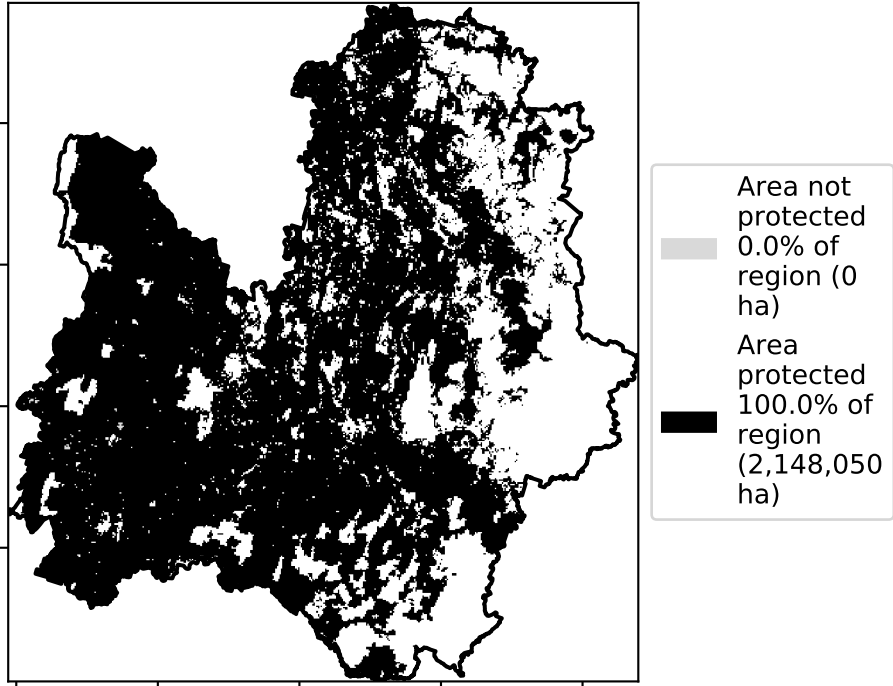 Area not
protected
0.0% of
region (0
ha)
Area
protected
100.0% of
region
(2,148,050
ha)